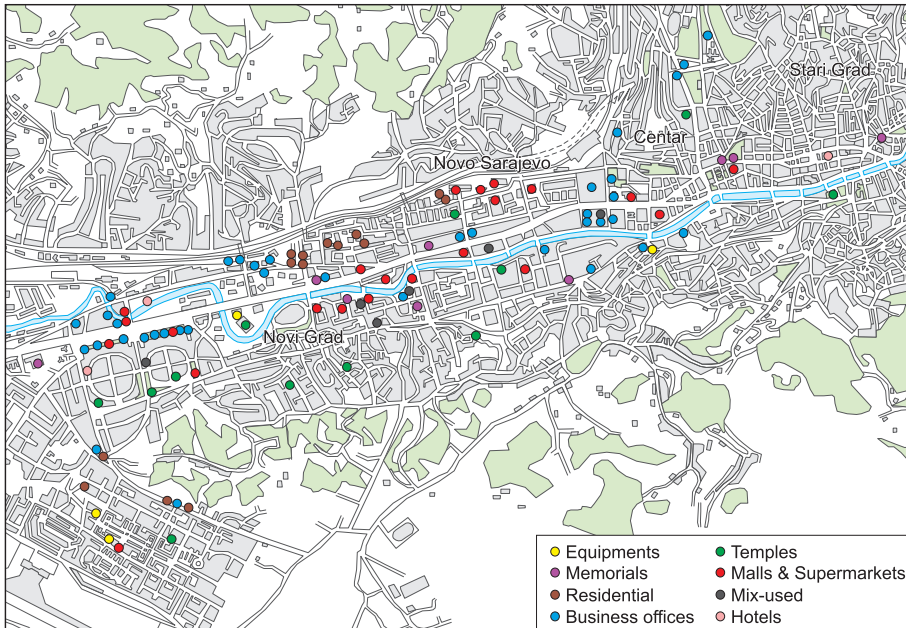 Stari Grad
Centar
Novo Sarajevo
Novi Grad
Equipments
Memorials
Residential
Business offices
Temples
Malls & Supermarkets
Mix-used
Hotels